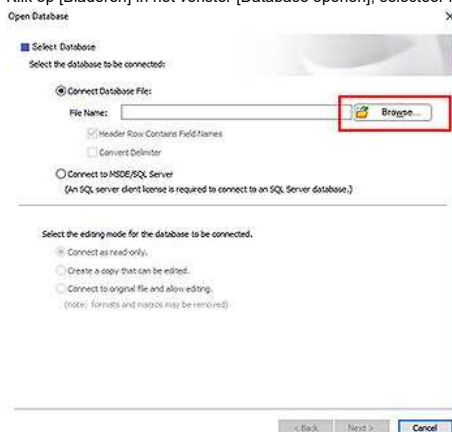 Klik op [Bladeren] in het venster [Database openen], selecteer
Open Database
Select Database
Select the database to be connected:
Connect Database File:
File Name:
Browse...
Header Row Contains Field Names
Convert Delimiter
Connect to MSDE/SQL Server
(An SQL server client license is required to connect to an SQL Server database.)
Select the editing mode for the database to be connected.
Connect as read-only.
Create a copy that can be edited.
Connect to original file and allow editing.
(note: formats and macros may be removed)
< Back
Next >
Cancel